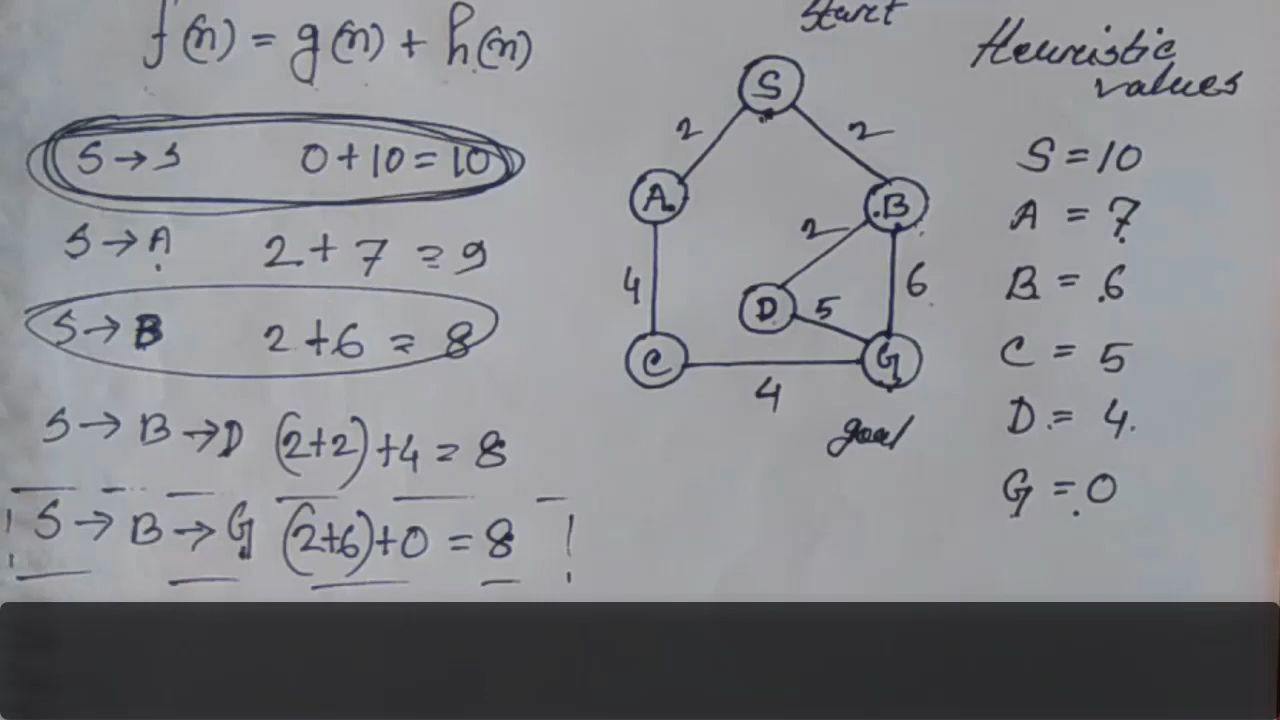 f(n) = g(n) + h(n)
S → S 0 + 10 = 10
S → A 2 + 7 = 9
S → B 2 + 6 = 8
S → B → D (2+2) + 4 = 8
S → B → G (2+6) + 0 = 8
Start
S
2
2
A
B
2
4
6
D
5
C
G
4
goal
Heuristic
values
S = 10
A = 7
B = 6
C = 5
D = 4
G = 0